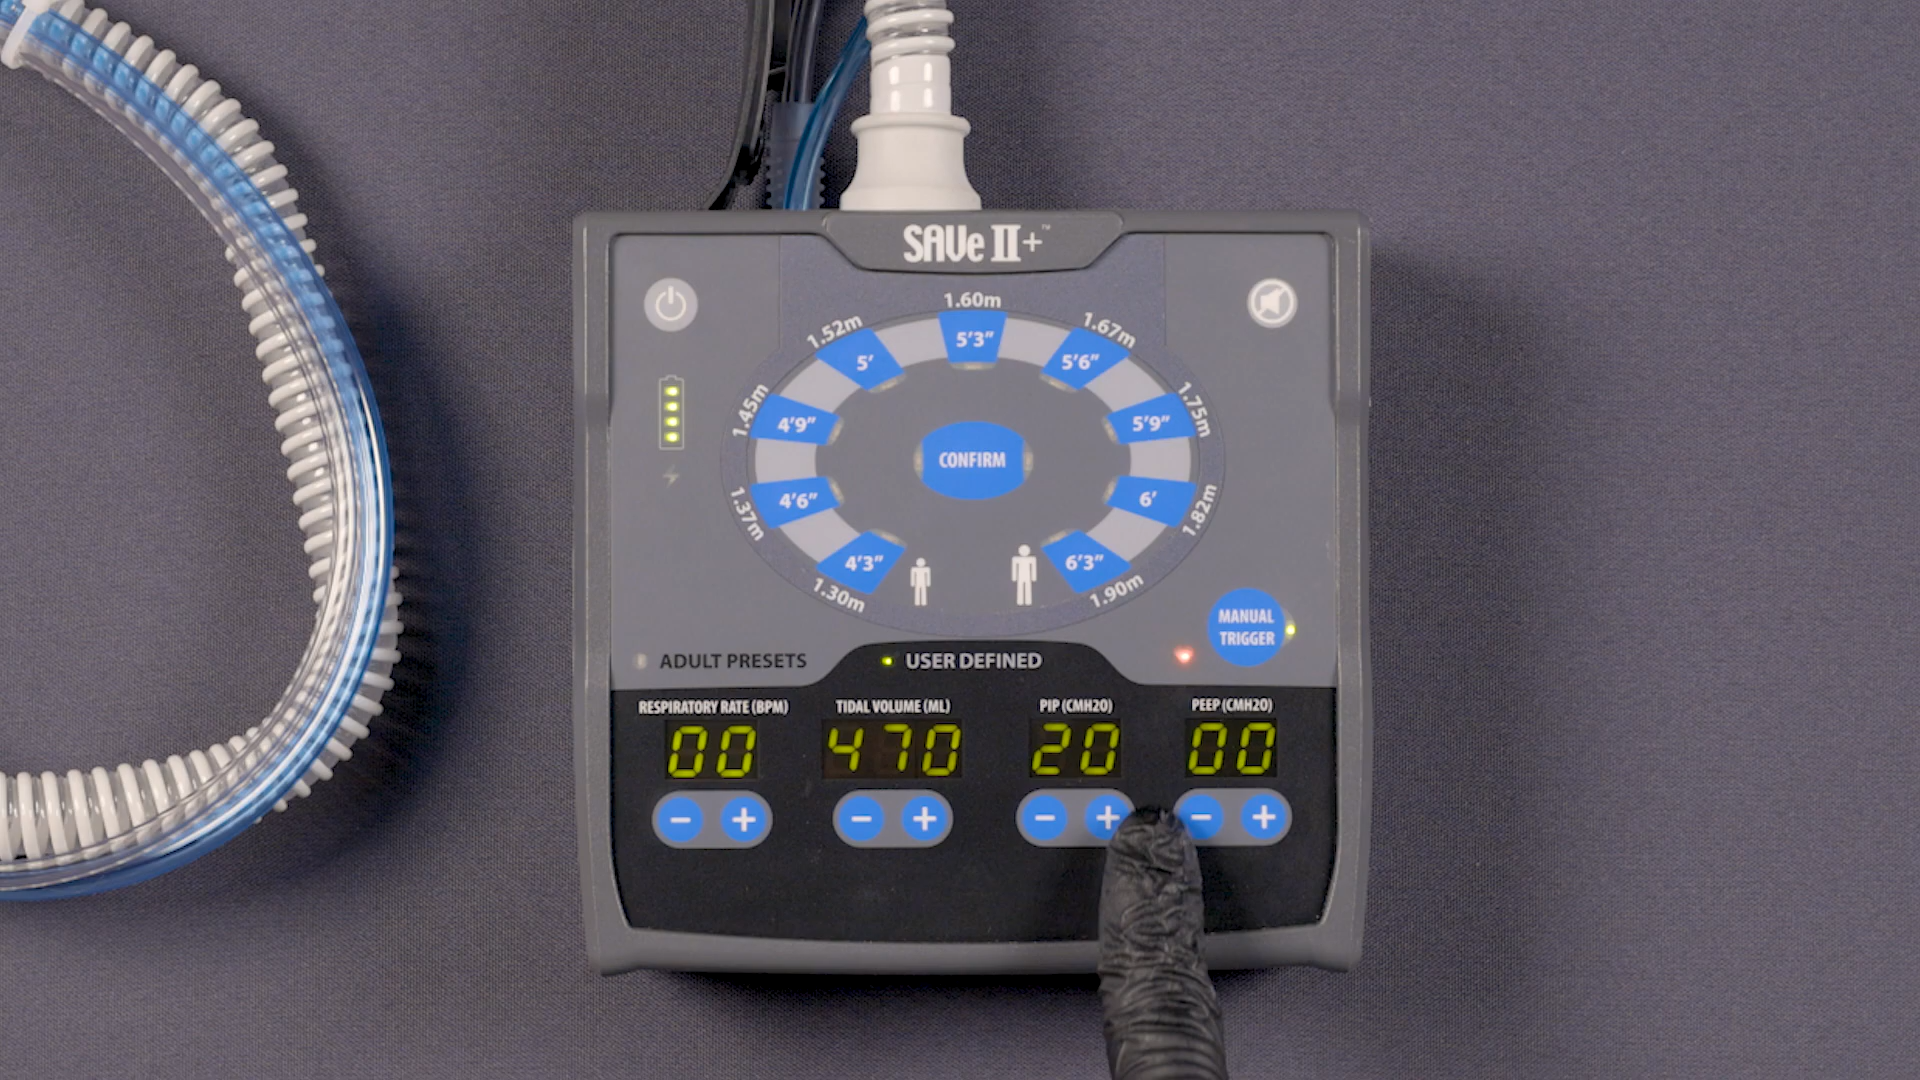 SAVe II+™
1.60m
1.52m
1.67m
5'3"
5'
5'6"
1.45m
1.75m
4'9"
5'9"
CONFIRM
4'6"
6'
1.37m
1.82m
4'3"
6'3"
1.30m
1.90m
MANUAL
TRIGGER
ADULT PRESETS
USER DEFINED
RESPIRATORY RATE (BPM)
TIDAL VOLUME (ML)
PIP (CMH2O)
PEEP (CMH2O)
00
470
20
00
− +
− +
− +
− +